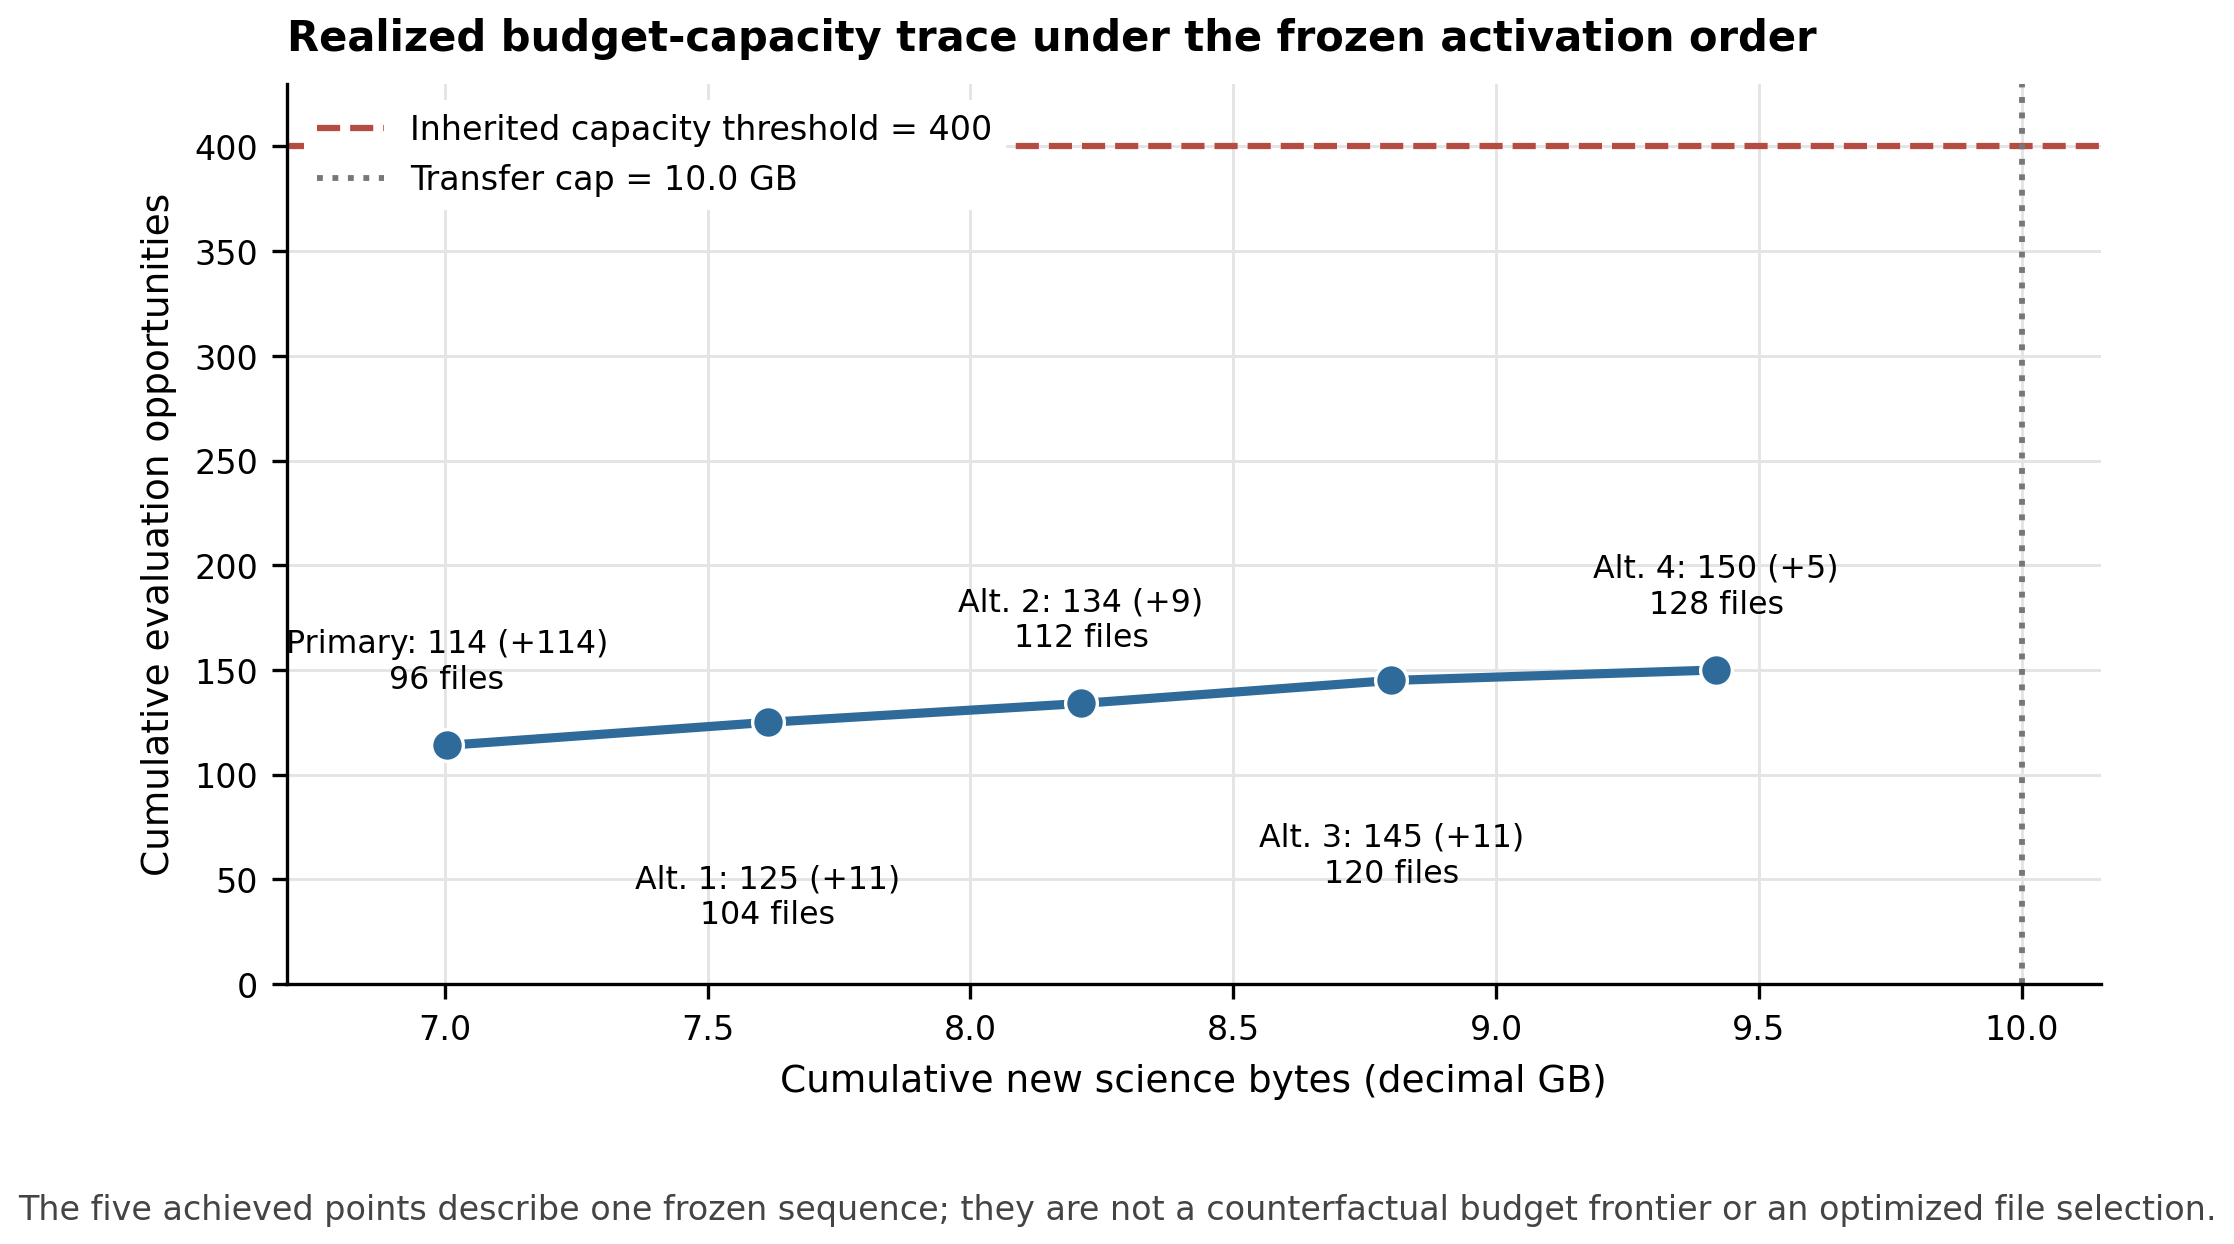 Realized budget-capacity trace under the frozen activation order
Inherited capacity threshold = 400
Transfer cap = 10.0 GB
Cumulative evaluation opportunities
400
350
300
250
200
150
100
50
0
Primary: 114 (+114)
96 files
Alt. 1: 125 (+11)
104 files
Alt. 2: 134 (+9)
112 files
Alt. 3: 145 (+11)
120 files
Alt. 4: 150 (+5)
128 files
7.0
7.5
8.0
8.5
9.0
9.5
10.0
Cumulative new science bytes (decimal GB)
The five achieved points describe one frozen sequence; they are not a counterfactual budget frontier or an optimized file selection.